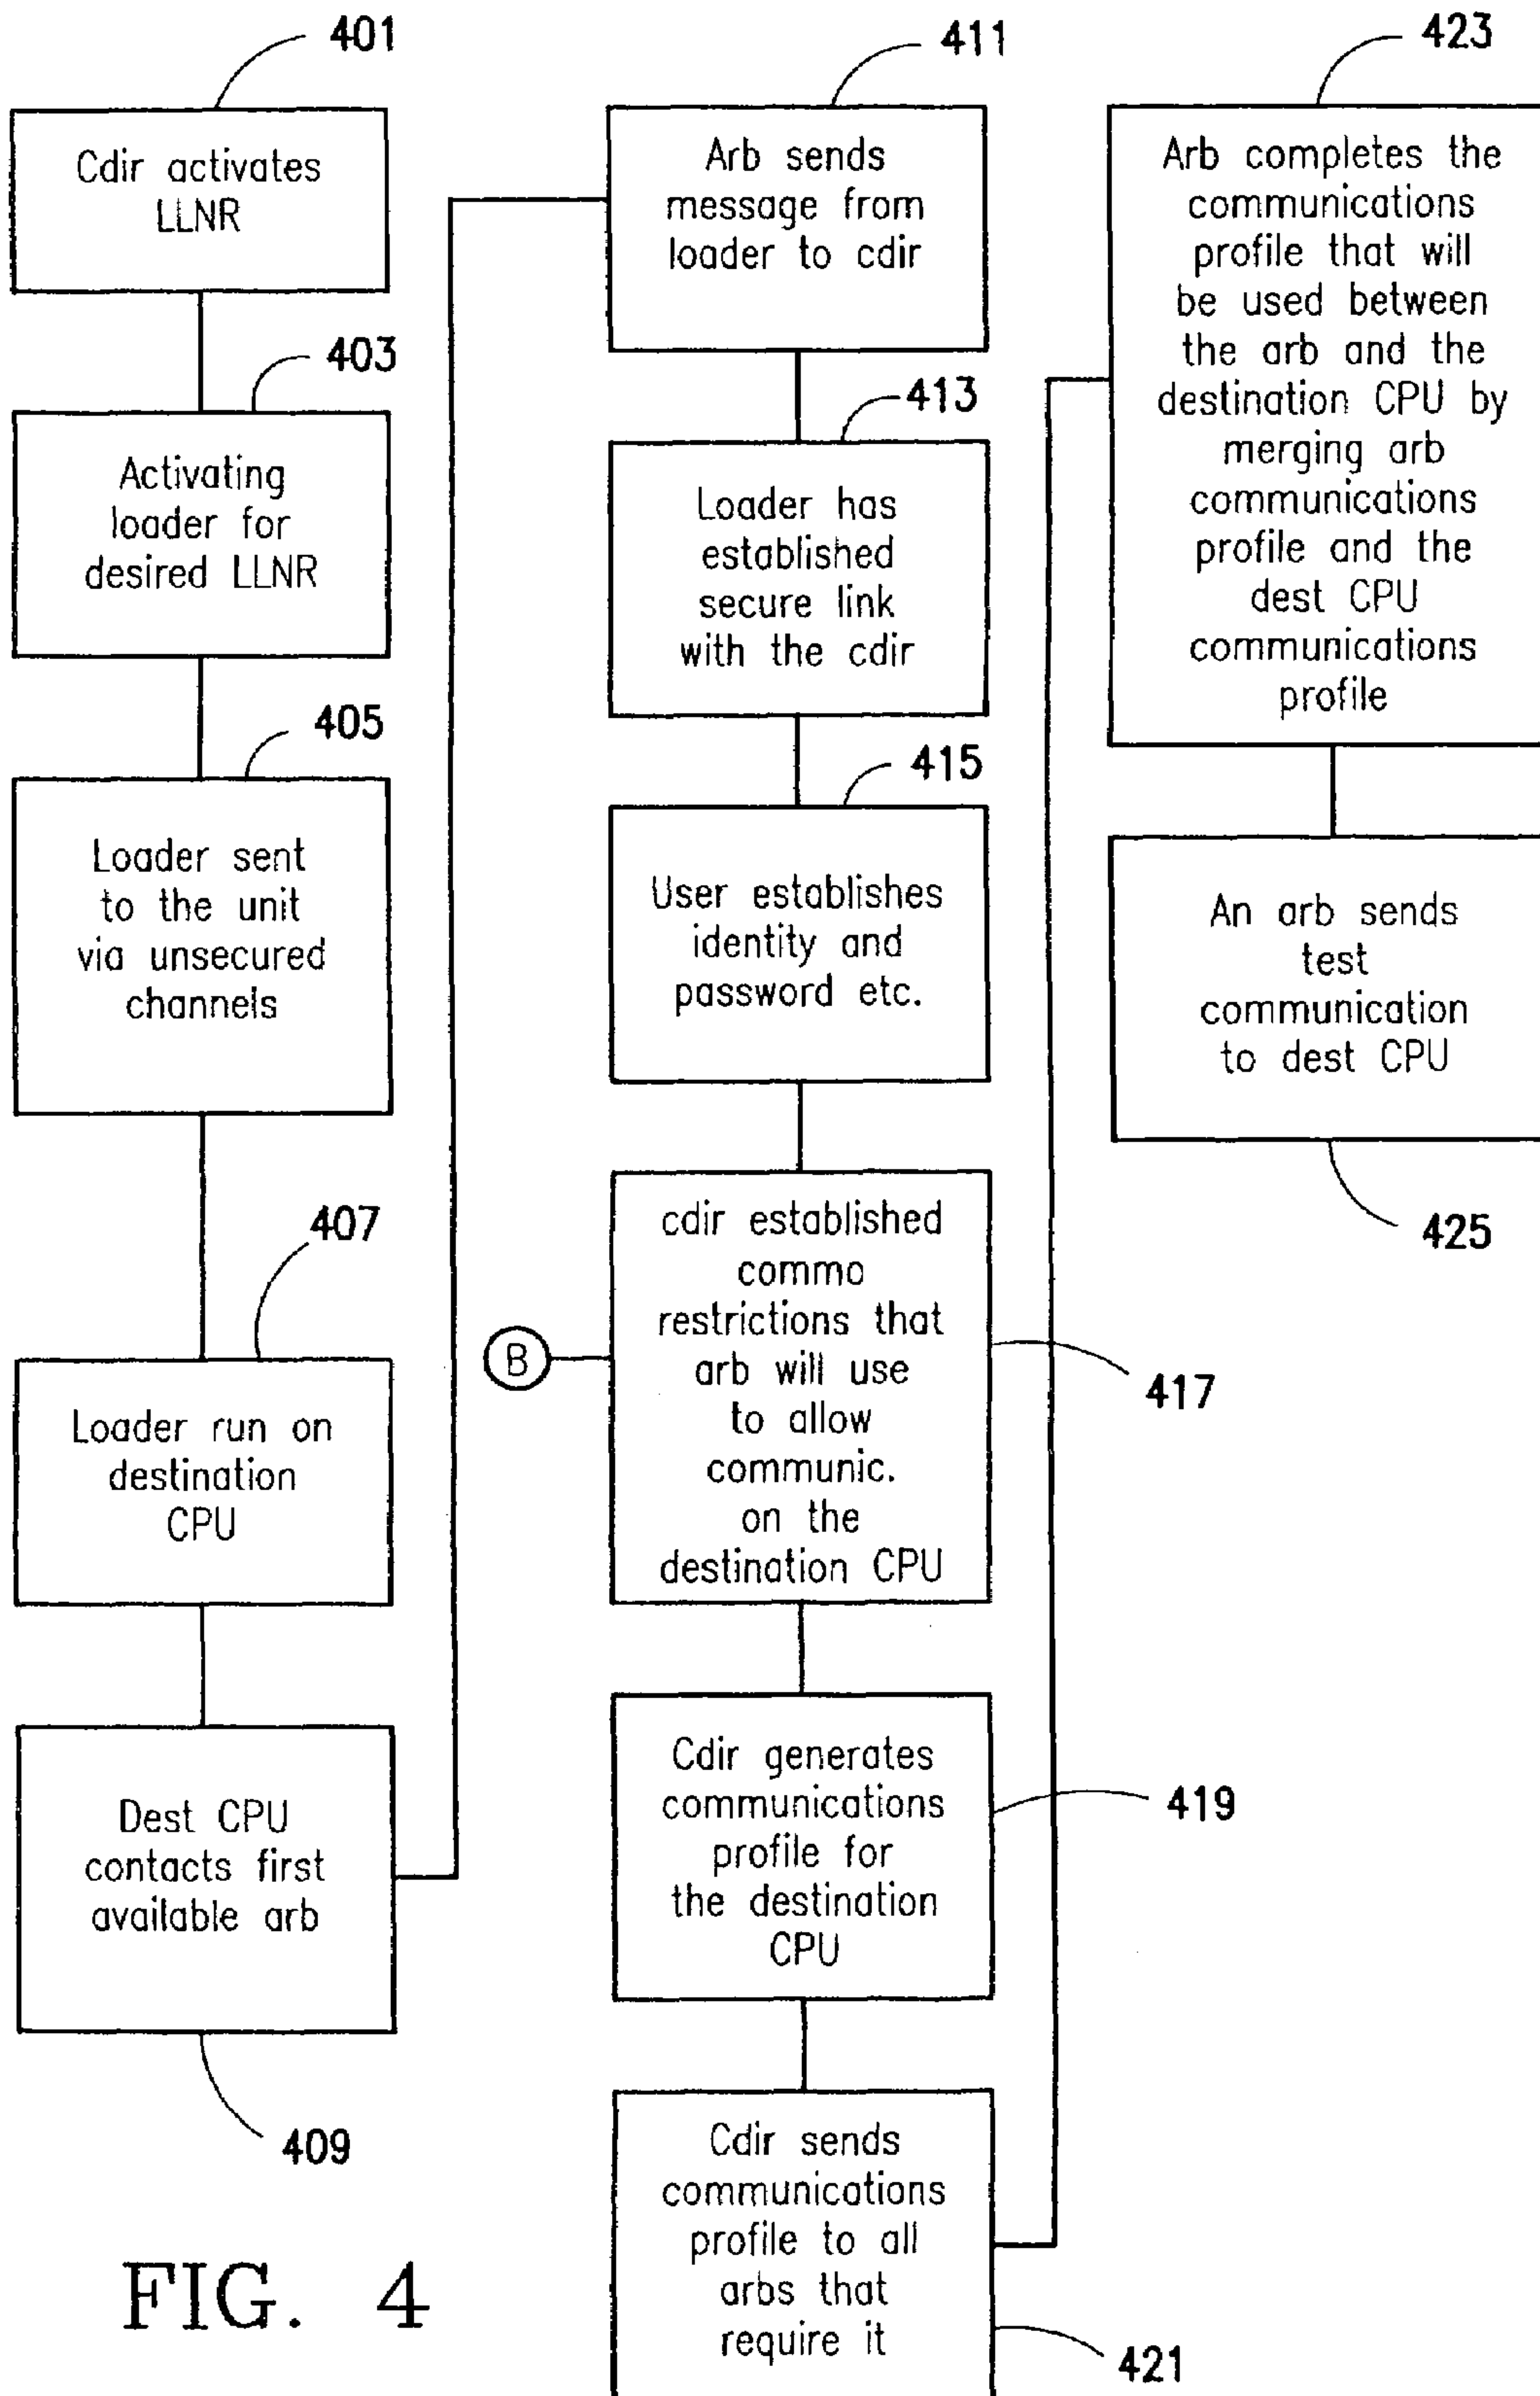 401
Cdir activates
LLNR
403
Activating
loader for
desired LLNR
405
Loader sent
to the unit
via unsecured
channels
407
Loader run on
destination
CPU
Dest CPU
contacts first
available arb
409
411
Arb sends
message from
loader to cdir
413
Loader has
established
secure link
with the cdir
415
User establishes
identity and
password etc.
B
cdir established
commo
restrictions that
arb will use
to allow
communic.
on the
destination CPU
417
Cdir generates
communications
profile for
the destination
CPU
419
Cdir sends
communications
profile to all
arbs that
require it
421
423
Arb completes the
communications
profile that will
be used between
the arb and the
destination CPU by
merging arb
communications
profile and the
dest CPU
communications
profile
An arb sends
test
communication
to dest CPU
425
FIG. 4